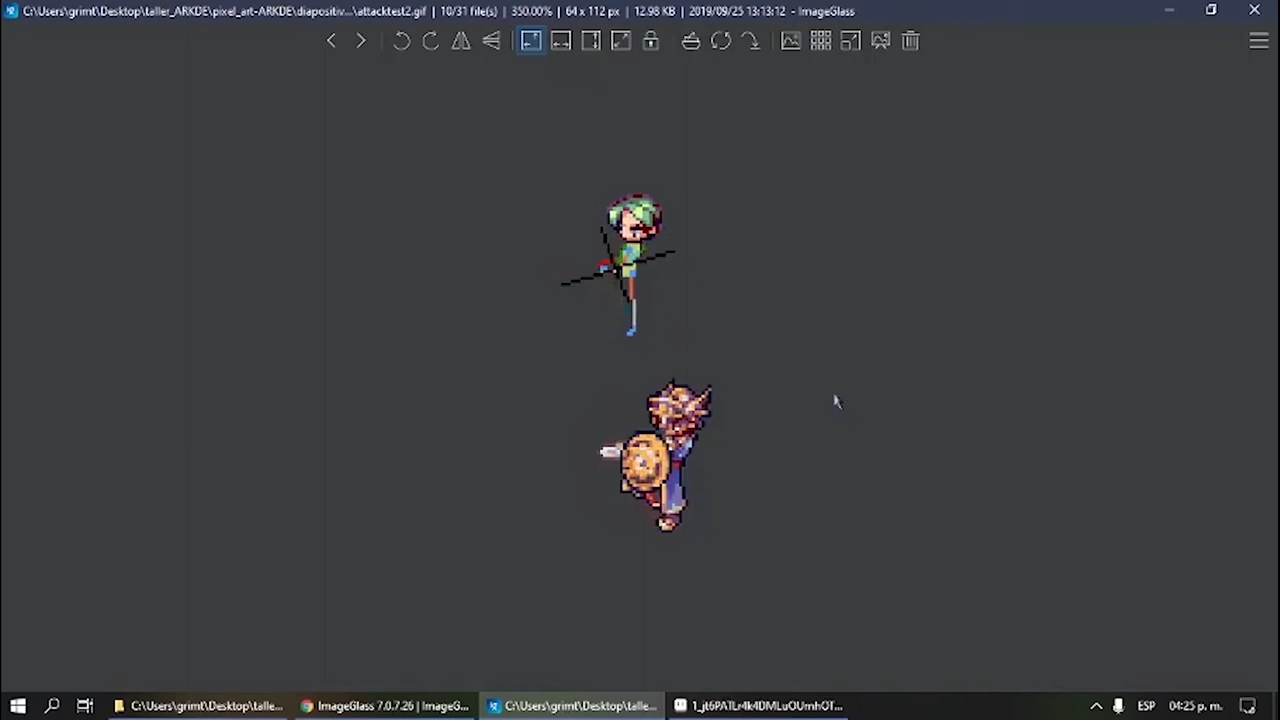 C:\Users\grimt\Desktop\taller_ARKDE\pixel_art-ARKDE\diapositiv...\attacktest2.gif | 10/31 file(s) | 350.00% | 64 x 112 px | 12.98 KB | 2019/09/25 13:13:12 - ImageGlass
C:\Users\grimt\Desktop\talle... ImageGlass 7.0.7.26 | ImageG... C:\Users\grimt\Desktop\talle... ESP 04:25 p. m.